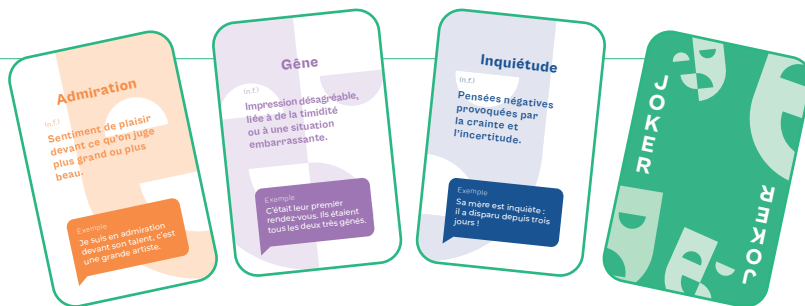 Admiration
(n.f.)
Sentiment de plaisir
devant ce qu'on juge
plus grand ou plus
beau.
Exemple
Je suis en admiration
devant son talent, c'est
une grande artiste.
Gêne
(n.f.)
Impression désagréable,
liée à de la timidité
ou à une situation
embarrassante.
Exemple
C'était leur premier
rendez-vous. Ils étaient
tous les deux très gênés.
Inquiétude
(n.f.)
Pensées négatives
provoquées par
la crainte et
l'incertitude.
Exemple
Sa mère est inquiète :
il a disparu depuis trois
jours !
JOKER
JOKER